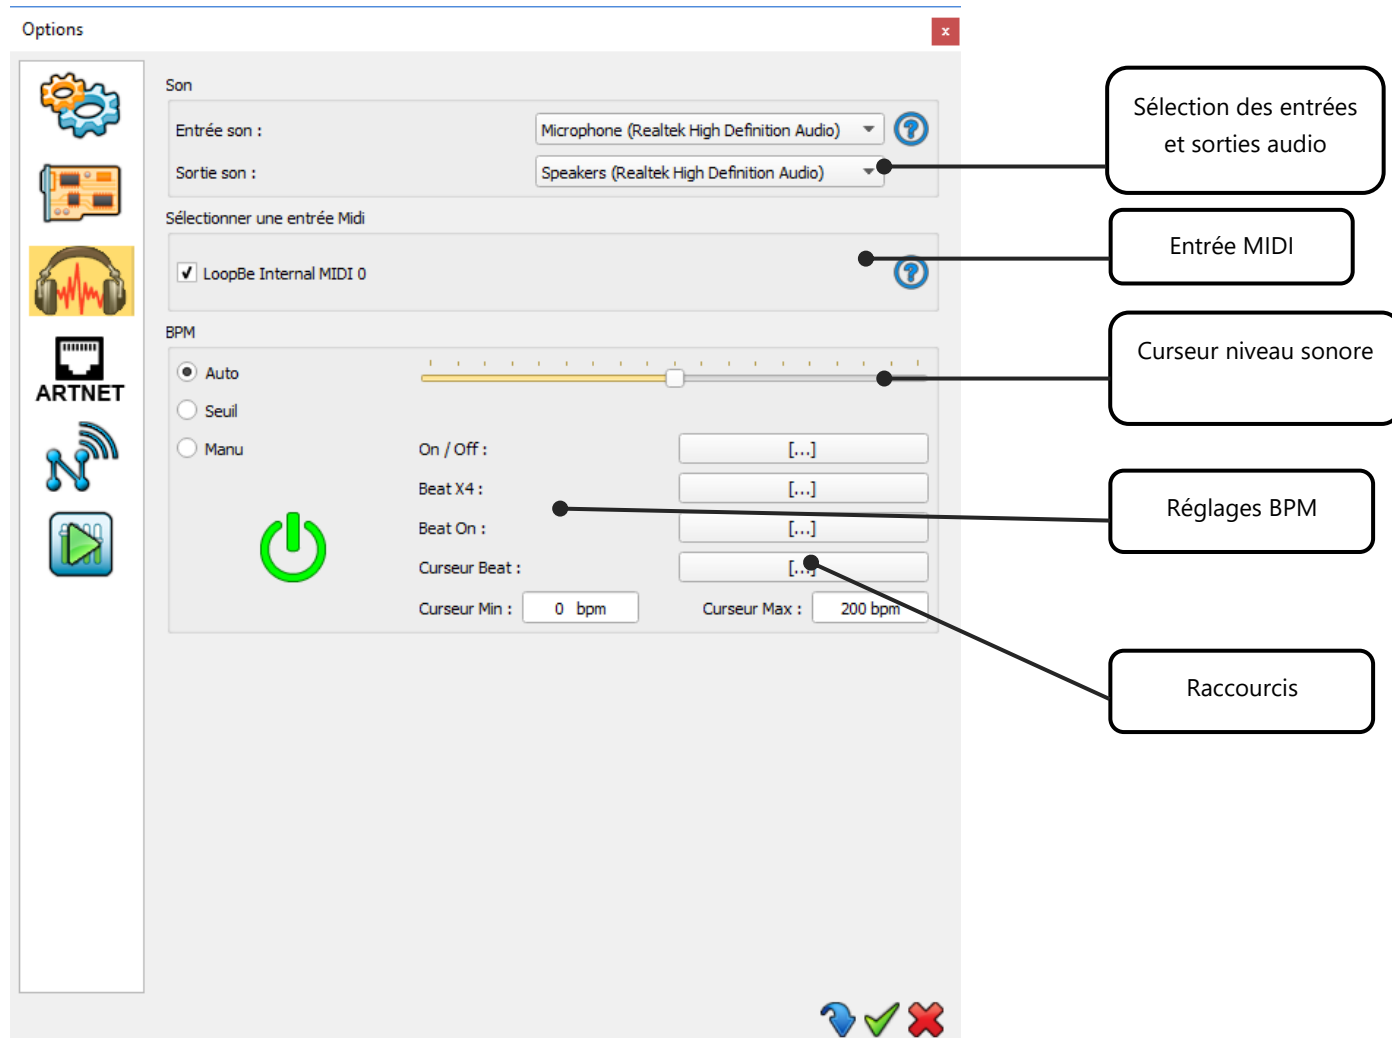 Options
x
Son
Entrée son :
Microphone (Realtek High Definition Audio)
?
Sortie son :
Speakers (Realtek High Definition Audio)
Sélection des entrées
et sorties audio
Sélectionner une entrée Midi
LoopBe Internal MIDI 0
?
Entrée MIDI
BPM
Auto
Seuil
Manu
Curseur niveau sonore
ARTNET
On / Off :
[...]
Beat X4 :
[...]
Beat On :
[...]
Curseur Beat :
[...]
Curseur Min :
0 bpm
Curseur Max :
200 bpm
Réglages BPM
Raccourcis